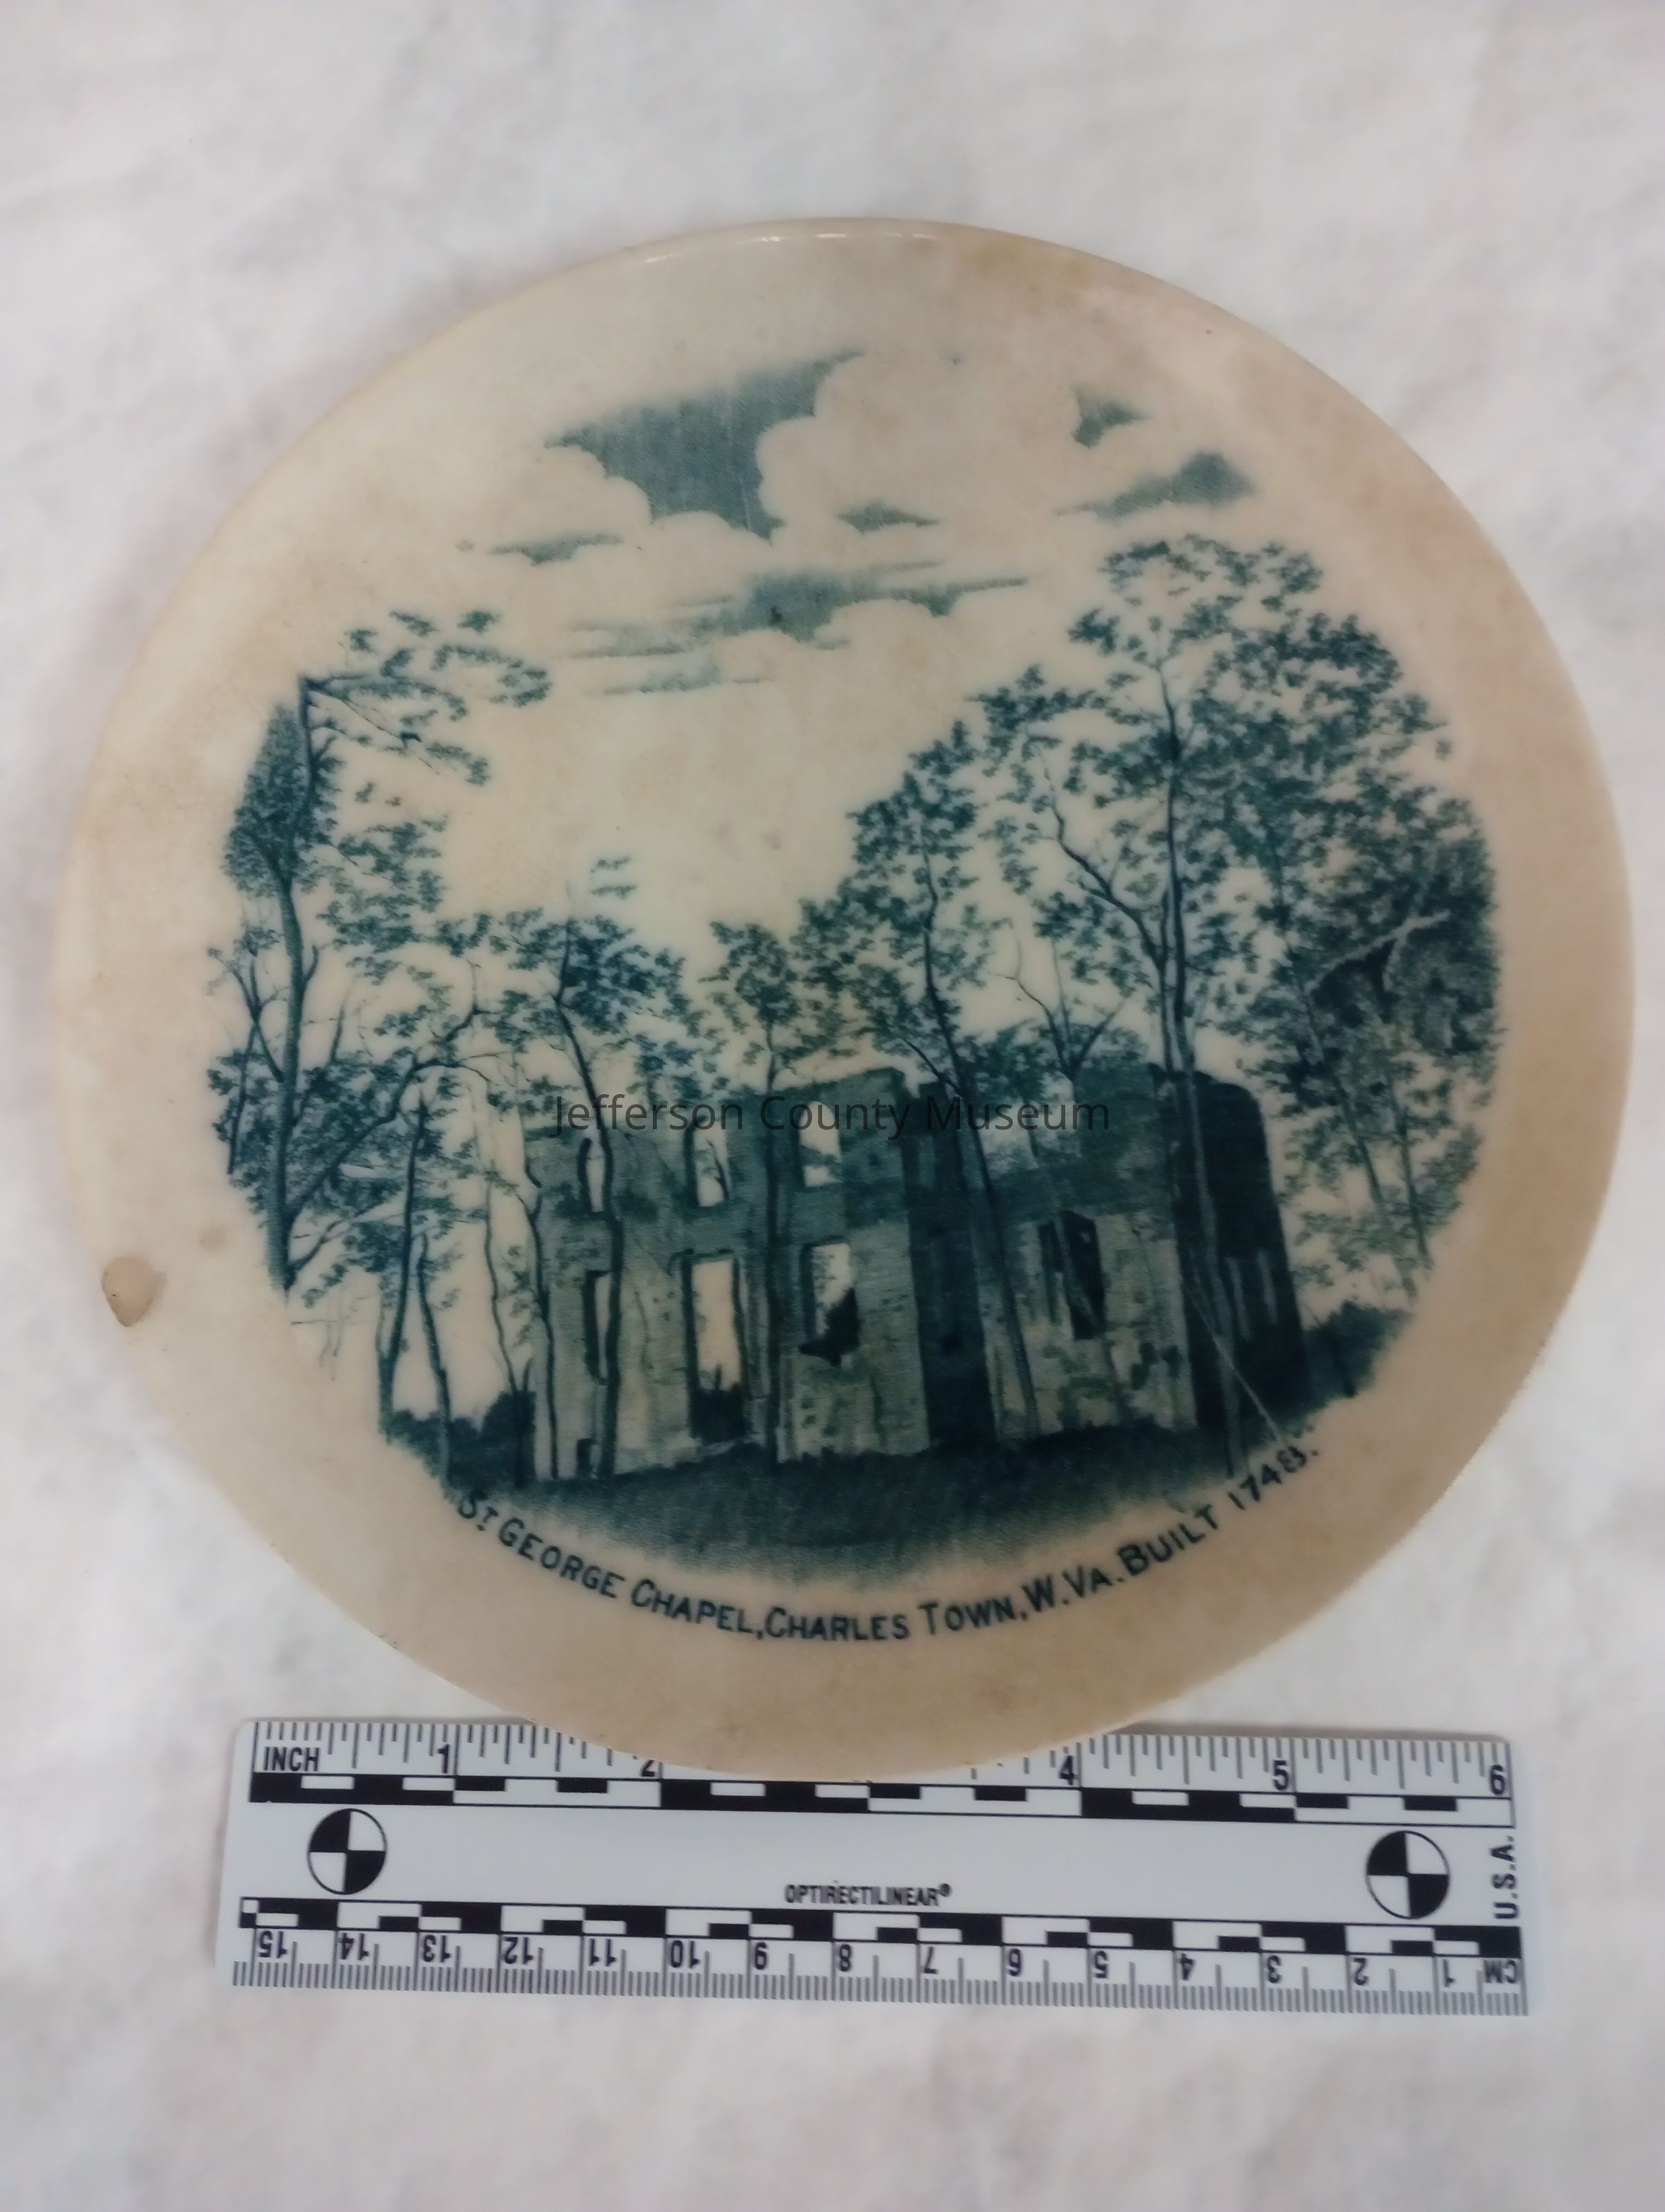 Jefferson County Museum
ST GEORGE CHAPEL, CHARLES TOWN, W. VA. BUILT 1748.
INCH 1 2 4 5 6
U.S.A.
OPTIRECTILINEAR®
15 14 13 12 11 10 9 8 7 6 5 4 3 2 1 CM